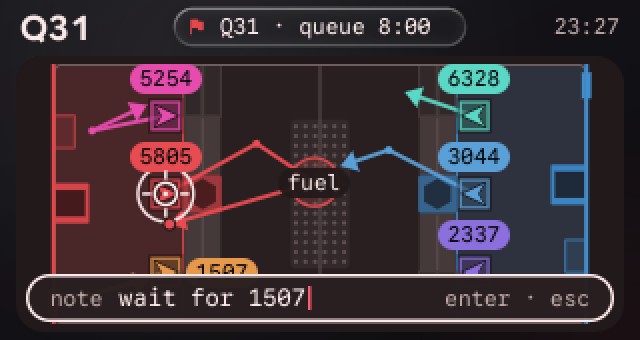 Q31
Q31 · queue 8:00
23:27
5254
6328
5805
3044
fuel
2337
1507
note wait for 1507
enter · esc